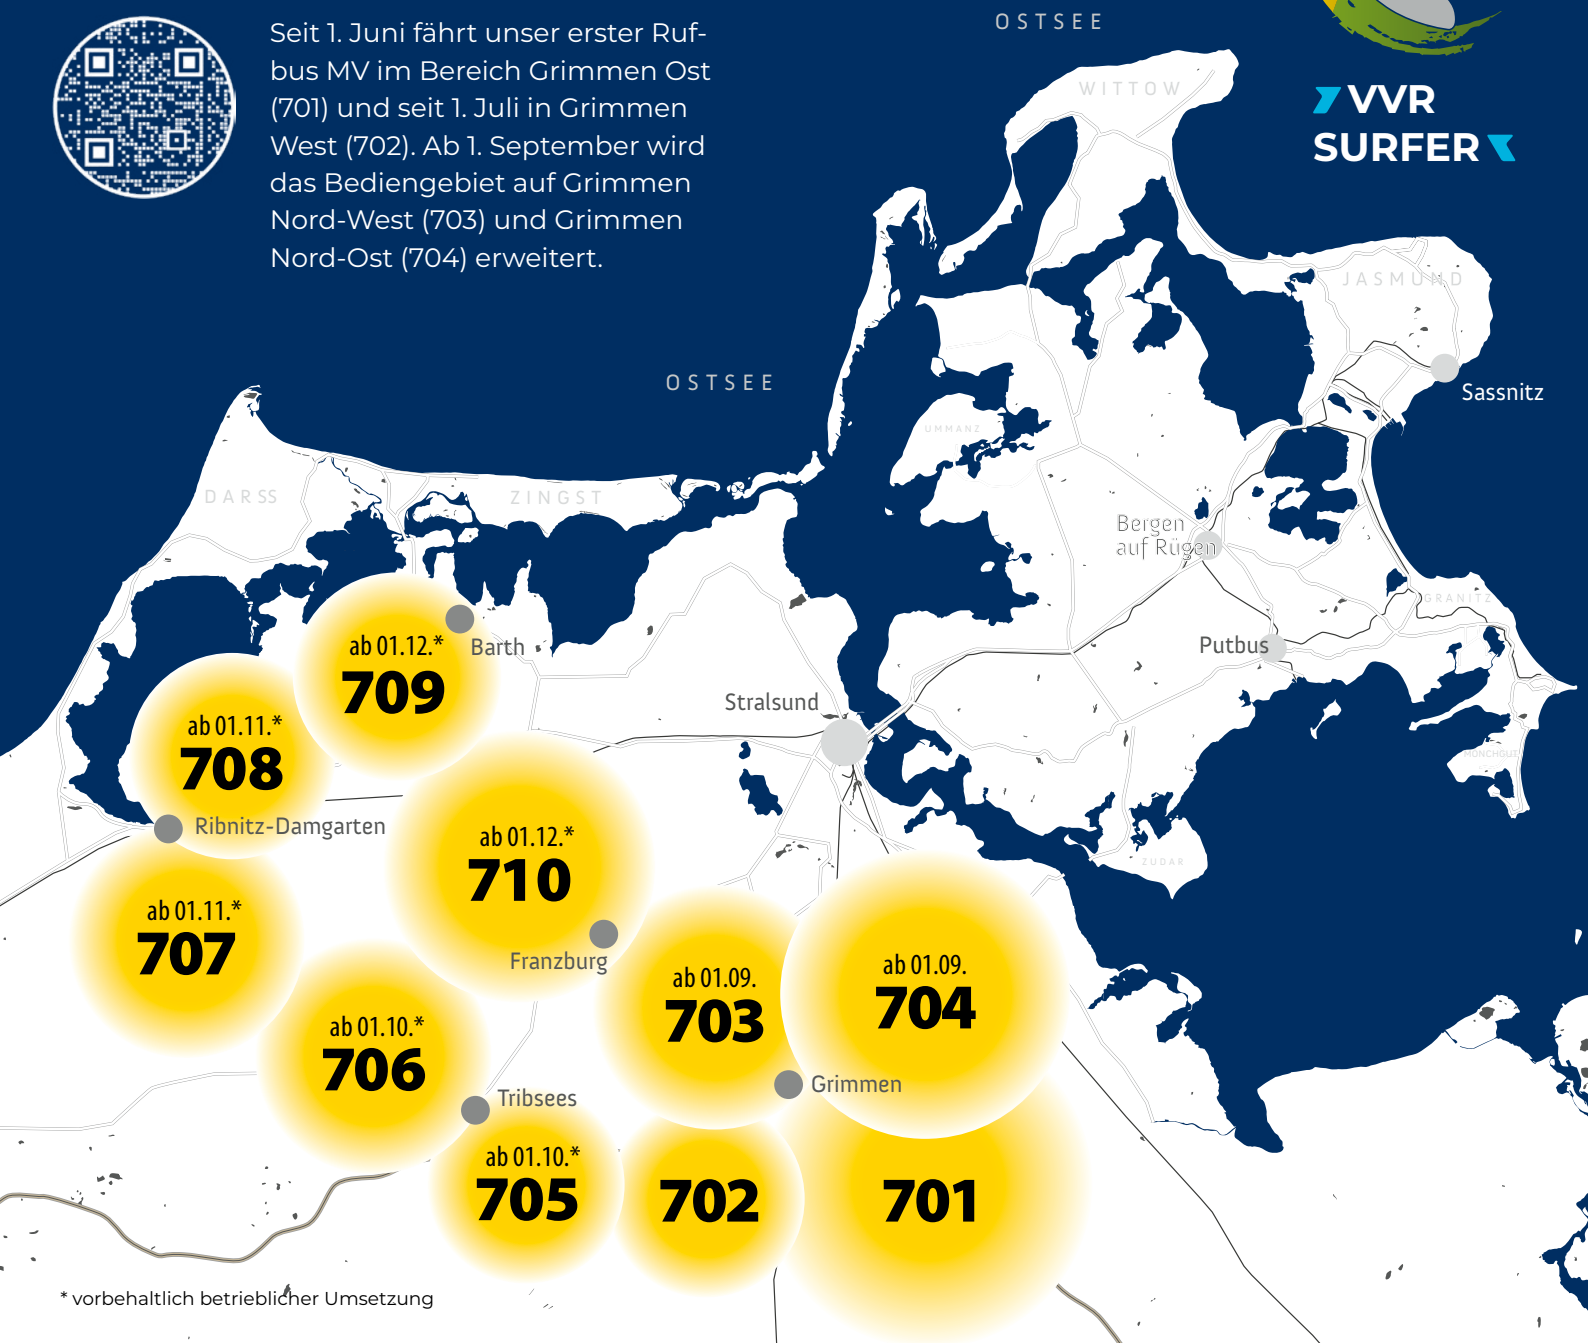 Seit 1. Juni fährt unser erster Ruf-
bus MV im Bereich Grimmen Ost
(701) und seit 1. Juli in Grimmen
West (702). Ab 1. September wird
das Bediengebiet auf Grimmen
Nord-West (703) und Grimmen
Nord-Ost (704) erweitert.
OSTSEE
VVR
SURFER
WITTOW
JASMUND
Sassnitz
OSTSEE
UMMANZ
DARSS
ZINGST
Bergen
auf Rügen
GRANITZ
Putbus
MÖNCHGUT
ZUDAR
Stralsund
Barth
ab 01.12.*
709
ab 01.11.*
708
Ribnitz-Damgarten
ab 01.12.*
710
Franzburg
ab 01.11.*
707
ab 01.10.*
706
ab 01.09.
703
ab 01.09.
704
Grimmen
Tribsees
ab 01.10.*
705
702
701
* vorbehaltlich betrieblicher Umsetzung